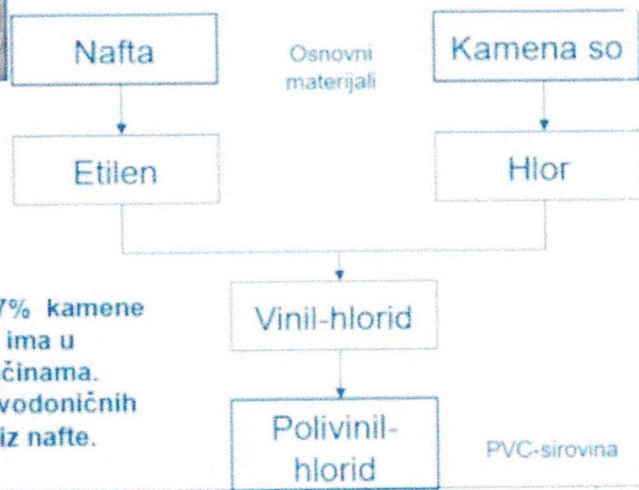 Nafta
Osnovni
materijali
Kamena so
Etilen
Hlor
7% kamene
ima u
činama.
vodoničnih
iz nafte.
Vinil-hlorid
Polivinil-
hlorid
PVC-sirovina